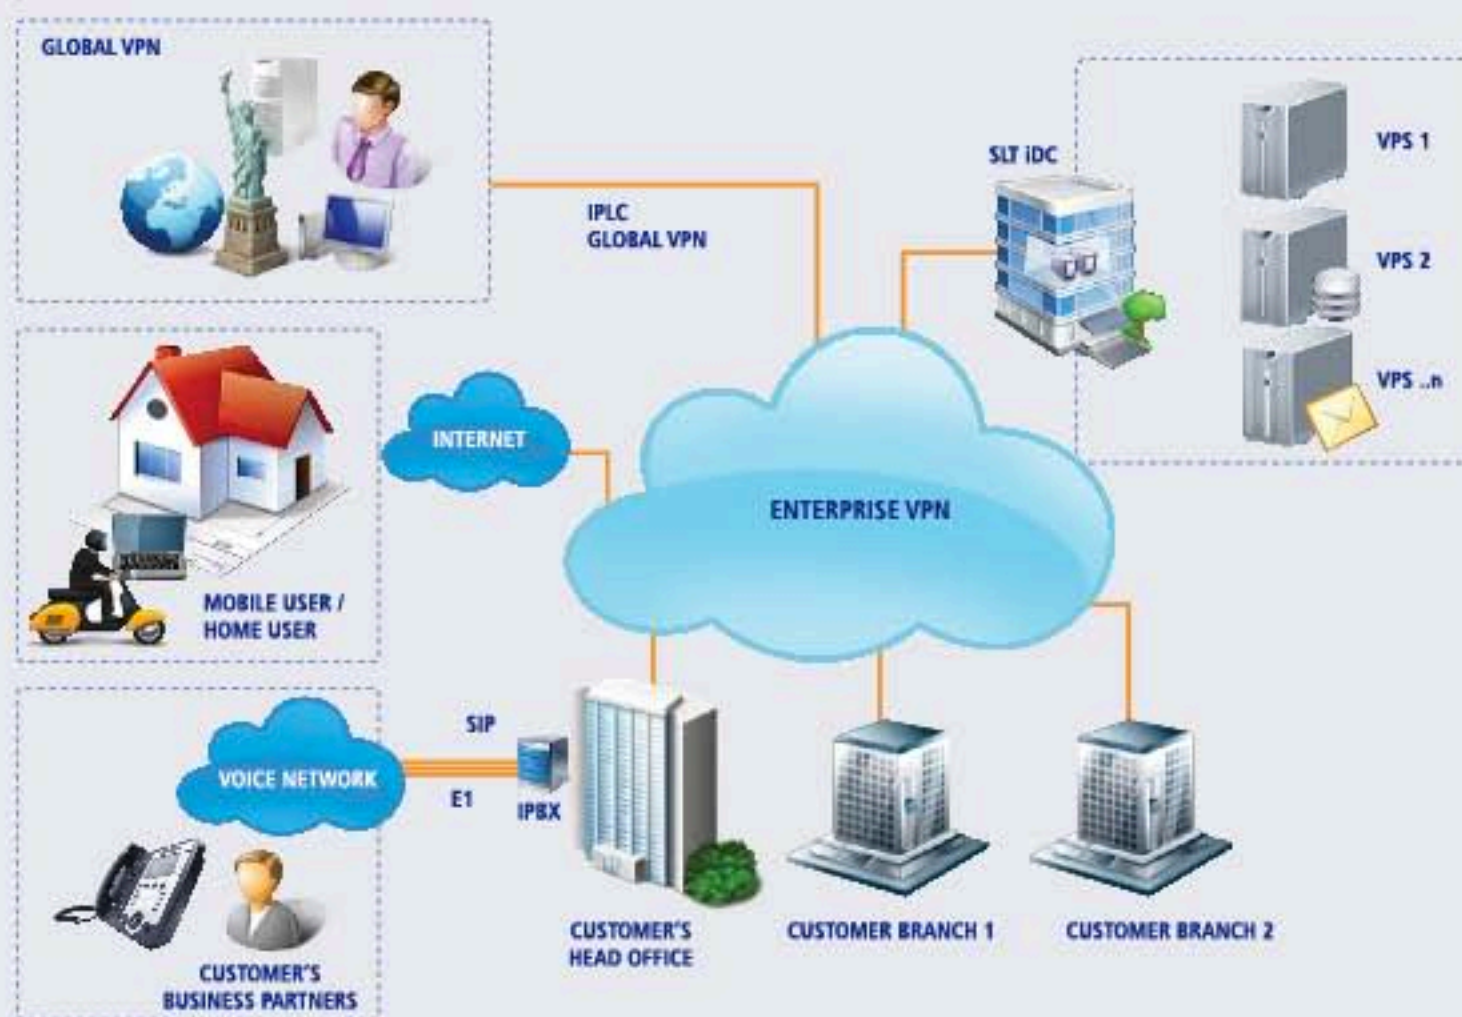 GLOBAL VPN
IPLC
GLOBAL VPN
SLT iDC
VPS 1
VPS 2
VPS ..n
INTERNET
ENTERPRISE VPN
MOBILE USER /
HOME USER
VOICE NETWORK
SIP
E1
IPBX
CUSTOMER'S
BUSINESS PARTNERS
CUSTOMER'S
HEAD OFFICE
CUSTOMER BRANCH 1
CUSTOMER BRANCH 2